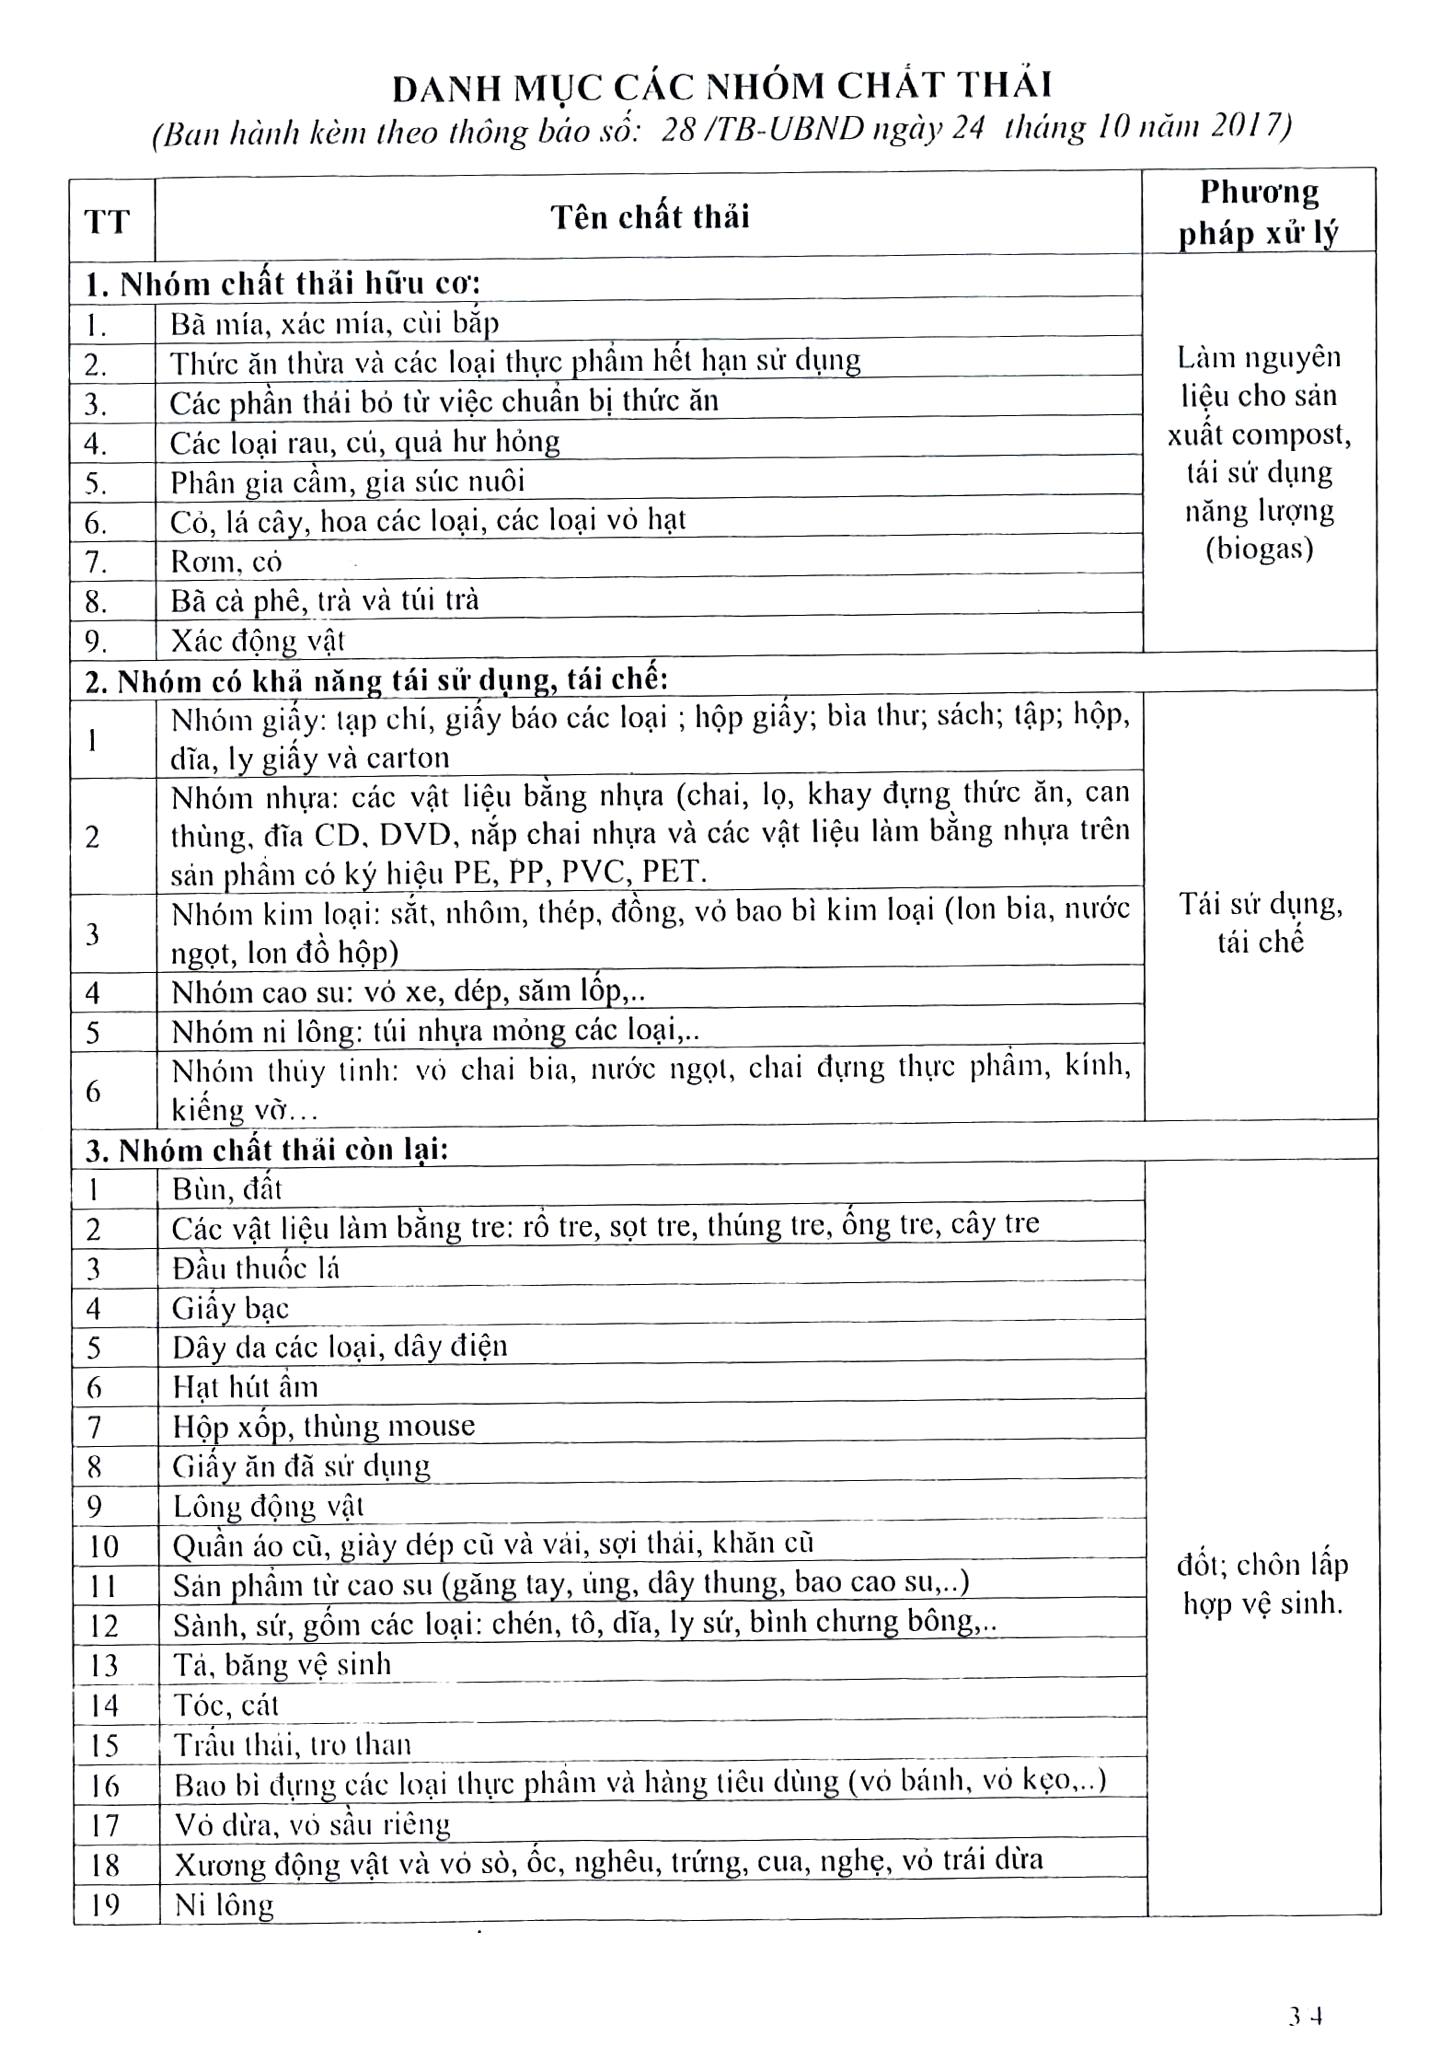 DANH MỤC CÁC NHÓM CHẤT THẢI
(Ban hành kèm theo thông báo số: 28 /TB-UBND ngày 24 tháng 10 năm 2017)
TT
Tên chất thải
Phương
pháp xử lý
1. Nhóm chất thải hữu cơ:
1. Bã mía, xác mía, cùi bắp
2. Thức ăn thừa và các loại thực phẩm hết hạn sử dụng
3. Các phần thải bỏ từ việc chuẩn bị thức ăn
4. Các loại rau, củ, quả hư hỏng
5. Phân gia cầm, gia súc nuôi
6. Cỏ, lá cây, hoa các loại, các loại vỏ hạt
7. Rơm, cỏ
8. Bã cà phê, trà và túi trà
9. Xác động vật
Làm nguyên
liệu cho sản
xuất compost,
tái sử dụng
năng lượng
(biogas)
2. Nhóm có khả năng tái sử dụng, tái chế:
1 Nhóm giấy: tạp chí, giấy báo các loại ; hộp giấy; bìa thư; sách; tập; hộp,
dĩa, ly giấy và carton
2 Nhóm nhựa: các vật liệu bằng nhựa (chai, lọ, khay đựng thức ăn, can
thùng, đĩa CD, DVD, nắp chai nhựa và các vật liệu làm bằng nhựa trên
sản phẩm có ký hiệu PE, PP, PVC, PET.
3 Nhóm kim loại: sắt, nhôm, thép, đồng, vỏ bao bì kim loại (lon bia, nước
ngọt, lon đồ hộp)
4 Nhóm cao su: vỏ xe, dép, săm lốp,..
5 Nhóm ni lông: túi nhựa mỏng các loại,..
6 Nhóm thủy tinh: vỏ chai bia, nước ngọt, chai đựng thực phẩm, kính,
kiếng vỡ...
Tái sử dụng,
tái chế
3. Nhóm chất thải còn lại:
1 Bùn, đất
2 Các vật liệu làm bằng tre: rổ tre, sọt tre, thúng tre, ống tre, cây tre
3 Đầu thuốc lá
4 Giấy bạc
5 Dây da các loại, dây điện
6 Hạt hút ẩm
7 Hộp xốp, thùng mouse
8 Giấy ăn đã sử dụng
9 Lông động vật
10 Quần áo cũ, giày dép cũ và vải, sợi thải, khăn cũ
11 Sản phẩm từ cao su (găng tay, ủng, dây thung, bao cao su,..)
12 Sành, sứ, gốm các loại: chén, tô, dĩa, ly sứ, bình chưng bông,..
13 Tả, băng vệ sinh
14 Tóc, cát
15 Trấu thải, tro than
16 Bao bì đựng các loại thực phẩm và hàng tiêu dùng (vỏ bánh, vỏ kẹo,..)
17 Vỏ dừa, vỏ sầu riêng
18 Xương động vật và vỏ sò, ốc, nghêu, trứng, cua, nghẹ, vỏ trái dừa
19 Ni lông
đốt; chôn lấp
hợp vệ sinh.
34